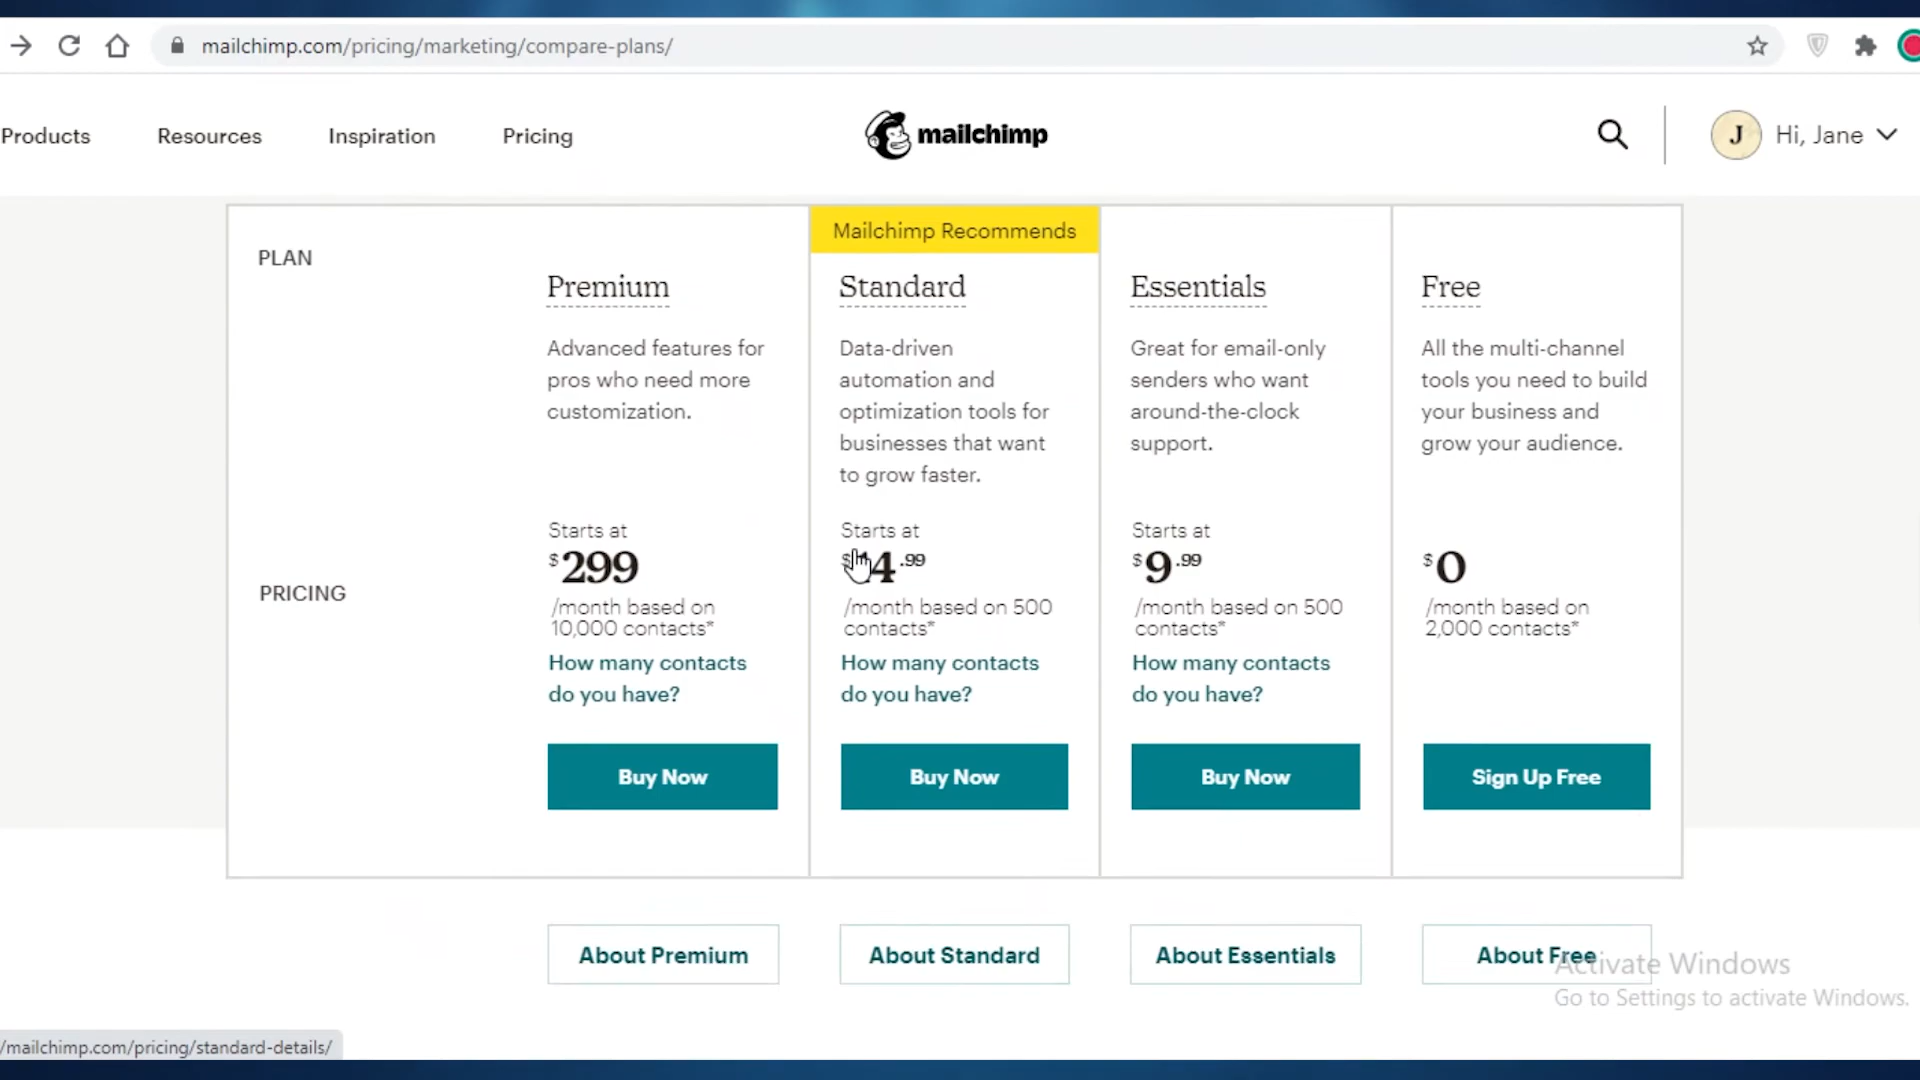 mailchimp.com/pricing/marketing/compare-plans/
Products Resources Inspiration Pricing mailchimp J Hi, Jane
PLAN
Premium
Advanced features for
pros who need more
customization.
Mailchimp Recommends
Standard
Data-driven
automation and
optimization tools for
businesses that want
to grow faster.
Essentials
Great for email-only
senders who want
around-the-clock
support.
Free
All the multi-channel
tools you need to build
your business and
grow your audience.
PRICING
Starts at
$299
/month based on
10,000 contacts*
How many contacts
do you have?
Buy Now
Starts at
4.99
/month based on 500
contacts*
How many contacts
do you have?
Buy Now
Starts at
$9.99
/month based on 500
contacts*
How many contacts
do you have?
Buy Now
$0
/month based on
2,000 contacts*
Sign Up Free
About Premium
About Standard
About Essentials
About Free
Activate Windows
Go to Settings to activate Windows.
/mailchimp.com/pricing/standard-details/